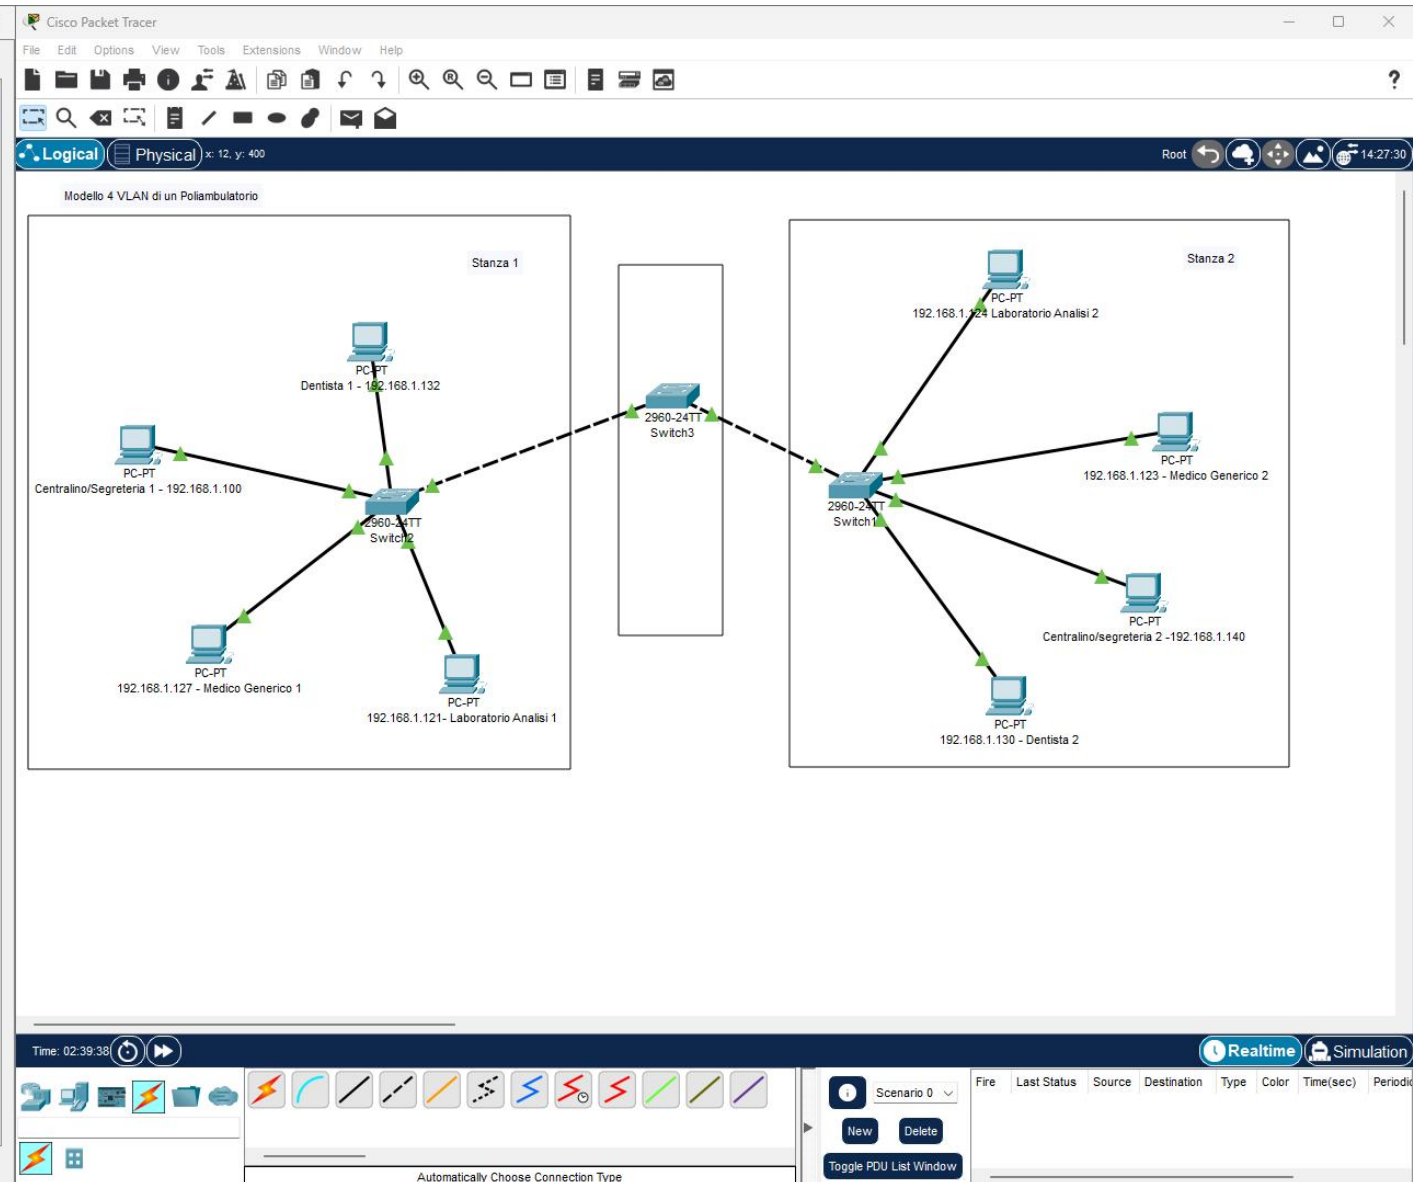 Cisco Packet Tracer
File Edit Options View Tools Extensions Window Help
?
Logical Physical x: 12, y: 400
Root 14:27:30
Modello 4 VLAN di un Poliambulatorio
Stanza 1
Stanza 2
PC-PT
192.168.1.124 Laboratorio Analisi 2
PC-PT
Dentista 1 - 192.168.1.132
2960-24TT
Switch3
PC-PT
192.168.1.123 - Medico Generico 2
PC-PT
Centralino/Segreteria 1 - 192.168.1.100
2960-24TT
Switch1
2960-24TT
Switch2
PC-PT
Centralino/segreteria 2 -192.168.1.140
PC-PT
192.168.1.127 - Medico Generico 1
PC-PT
192.168.1.121- Laboratorio Analisi 1
PC-PT
192.168.1.130 - Dentista 2
Time: 02:39:38
Realtime Simulation
Scenario 0
New Delete
Toggle PDU List Window
Fire Last Status Source Destination Type Color Time(sec) Periodic
Automatically Choose Connection Type